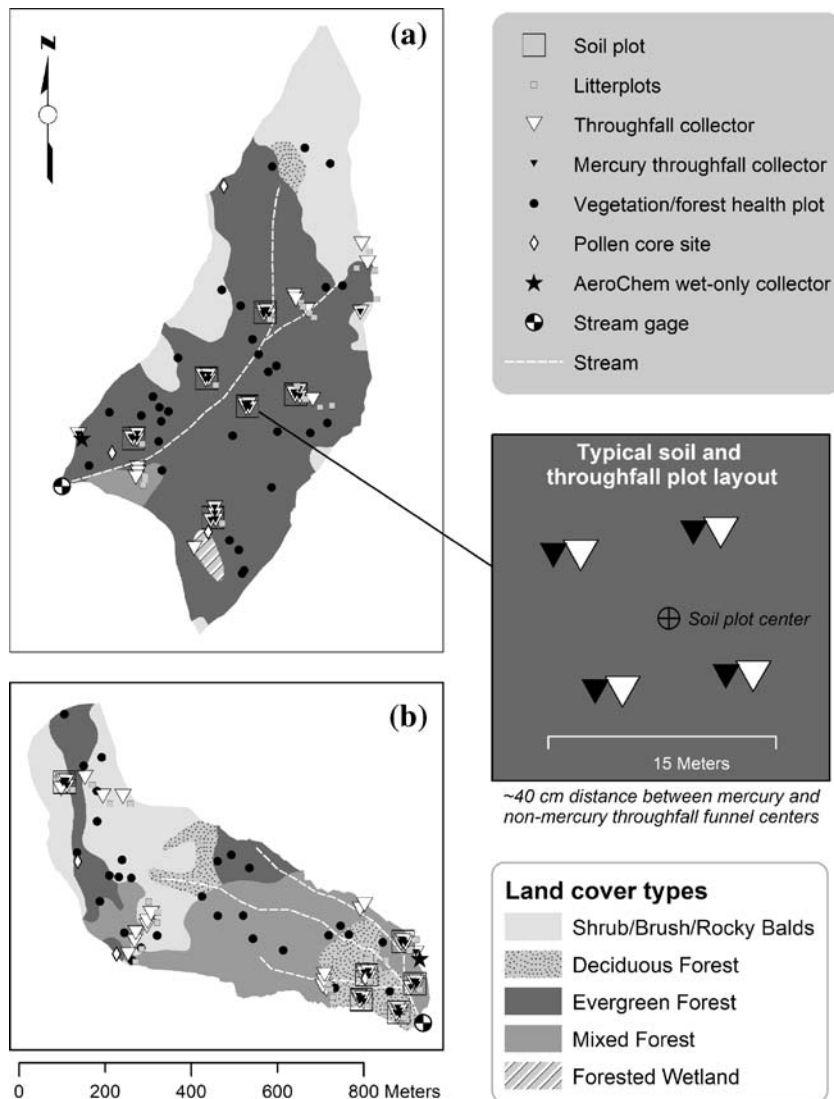 (a)
N
Soil plot
Litterplots
Throughfall collector
Mercury throughfall collector
Vegetation/forest health plot
Pollen core site
AeroChem wet-only collector
Stream gage
Stream
Typical soil and
throughfall plot layout
Soil plot center
15 Meters
~40 cm distance between mercury and
non-mercury throughfall funnel centers
(b)
0 200 400 600 800 Meters
Land cover types
Shrub/Brush/Rocky Balds
Deciduous Forest
Evergreen Forest
Mixed Forest
Forested Wetland